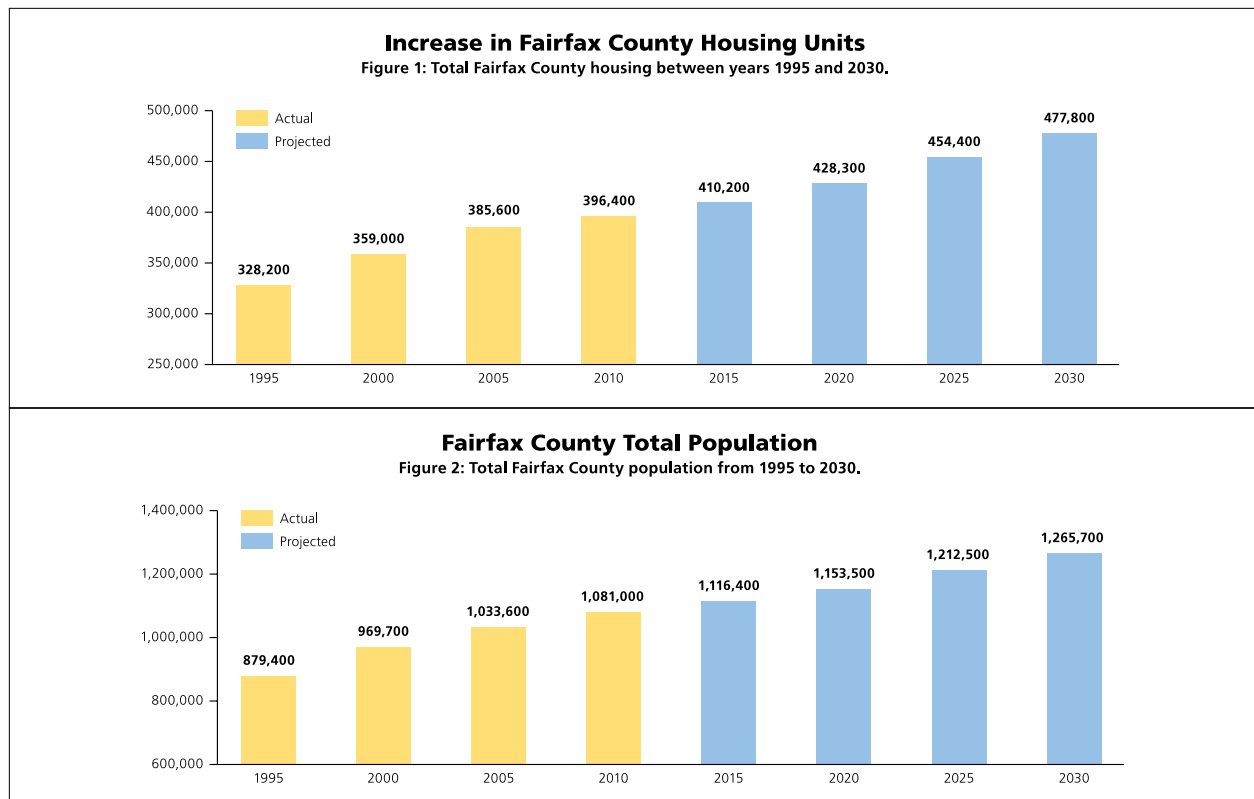 Increase in Fairfax County Housing Units
Figure 1: Total Fairfax County housing between years 1995 and 2030.
500,000
450,000
400,000
350,000
300,000
250,000
Actual
Projected
328,200
359,000
385,600
396,400
410,200
428,300
454,400
477,800
1995 2000 2005 2010 2015 2020 2025 2030
Fairfax County Total Population
Figure 2: Total Fairfax County population from 1995 to 2030.
1,400,000
1,200,000
1,000,000
800,000
600,000
Actual
Projected
879,400
969,700
1,033,600
1,081,000
1,116,400
1,153,500
1,212,500
1,265,700
1995 2000 2005 2010 2015 2020 2025 2030